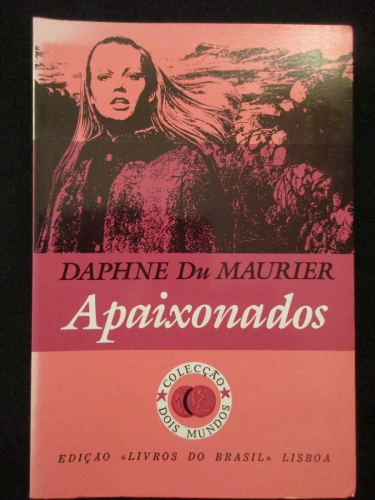 DAPHNE Du MAURIER
Apaixonados
COLECÇÃO
DOIS MUNDOS
EDIÇÃO «LIVROS DO BRASIL» LISBOA